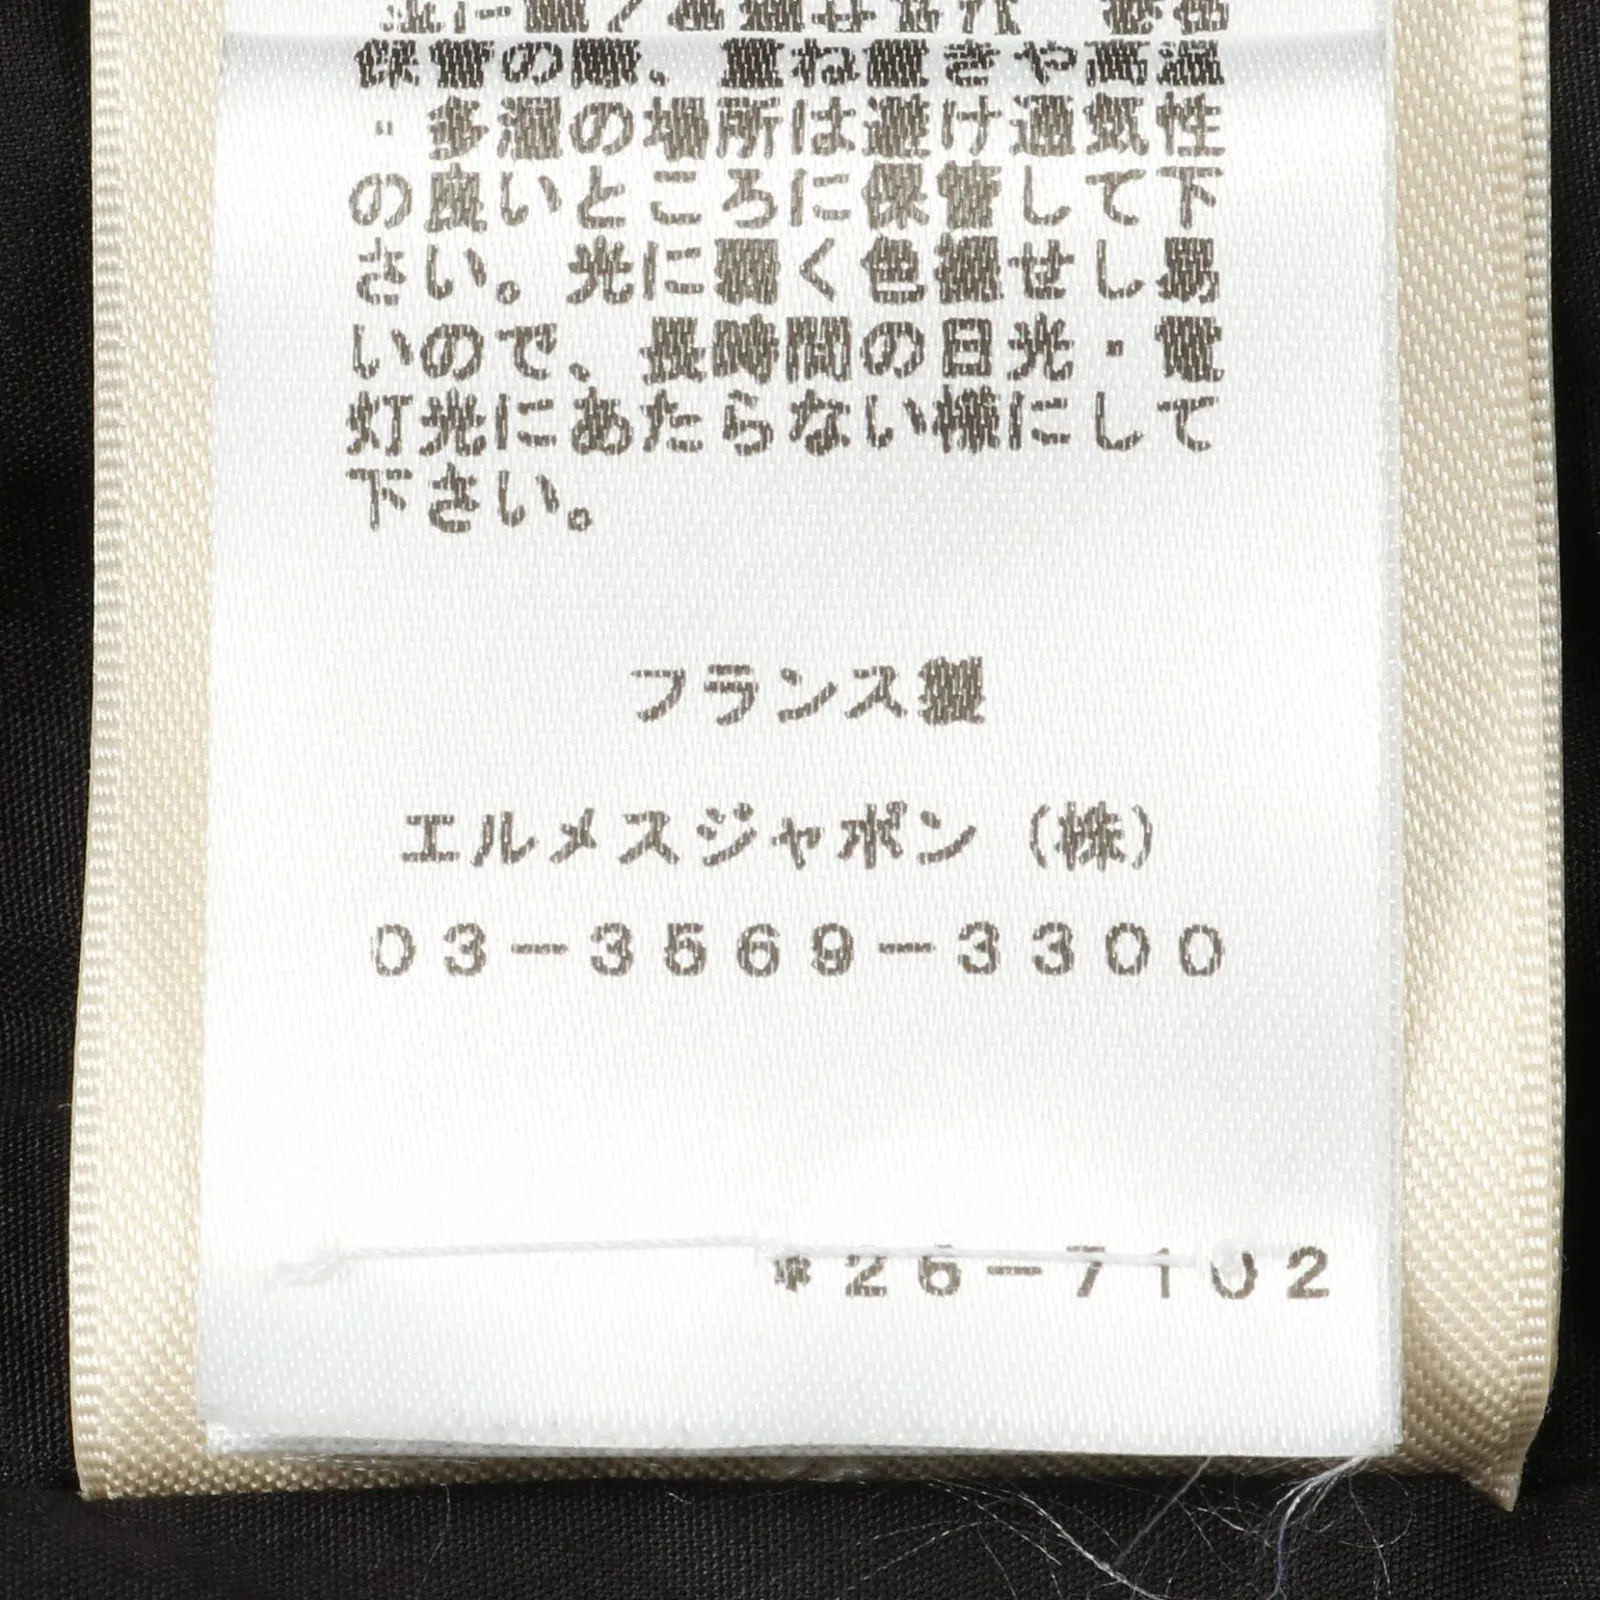 保管の際、重ね置きや高温
・多湿の場所は避け通気性
の良いところに保管して下
さい。光に弱く色褪せし易
いので、長時間の日光・電
灯光にあたらない様にして
下さい。
フランス製
エルメスジャポン（株）
03-3569-3300
*26-7102